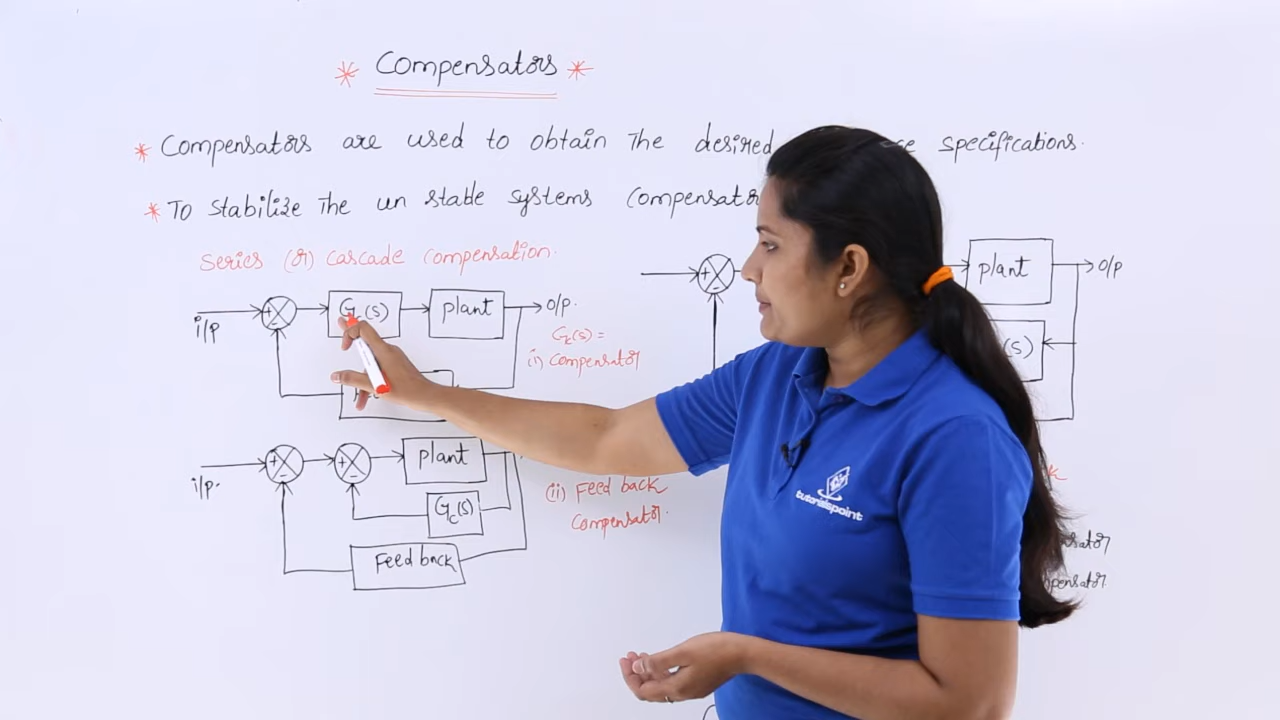 * Compensators *
* Compensators are used to obtain the desired specifications.
* To stabilize the un stable systems
Series (or) cascade compensation.
i/p
Gc(s)
plant
o/p.
Gc(s) =
(i) compensator
plant
o/p
(s)
i/p.
plant
Gc(s)
Feed back
(ii) Feed back
compensator.
tutorialspoint